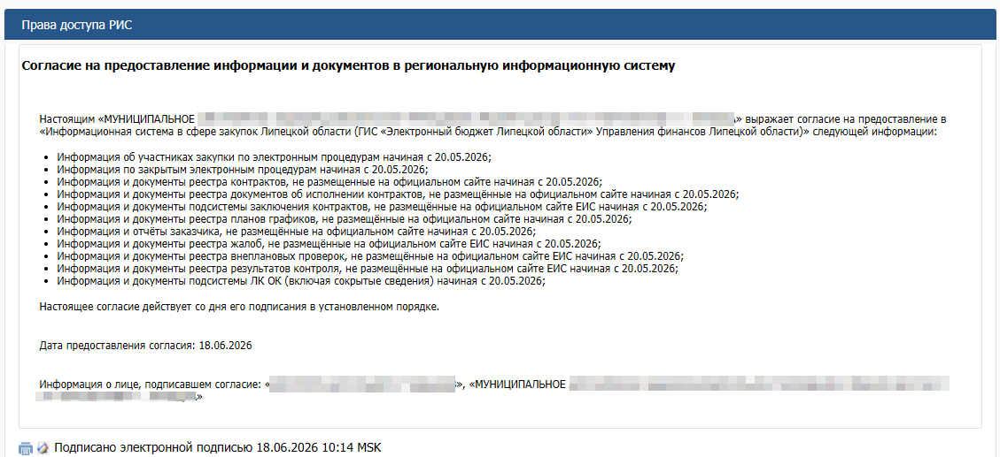 Права доступа РИС
Согласие на предоставление информации и документов в региональную информационную систему
Настоящим «МУНИЦИПАЛЬНОЕ » выражает согласие на предоставление в
«Информационная система в сфере закупок Липецкой области (ГИС «Электронный бюджет Липецкой области» Управления финансов Липецкой области)» следующей информации:
• Информация об участниках закупки по электронным процедурам начиная с 20.05.2026;
• Информация по закрытым электронным процедурам начиная с 20.05.2026;
• Информация и документы реестра контрактов, не размещенные на официальном сайте начиная с 20.05.2026;
• Информация и документы реестра документов об исполнении контрактов, не размещённые на официальном сайте начиная с 20.05.2026;
• Информация и документы подсистемы заключения контрактов, не размещённые на официальном сайте ЕИС начиная с 20.05.2026;
• Информация и документы реестра планов графиков, не размещённые на официальном сайте начиная с 20.05.2026;
• Информация и отчёты заказчика, не размещённые на официальном сайте начиная с 20.05.2026;
• Информация и документы реестра жалоб, не размещённые на официальном сайте ЕИС начиная с 20.05.2026;
• Информация и документы реестра внеплановых проверок, не размещённые на официальном сайте ЕИС начиная с 20.05.2026;
• Информация и документы реестра результатов контроля, не размещённые на официальном сайте ЕИС начиная с 20.05.2026;
• Информация и документы подсистемы ЛК ОК (включая сокрытые сведения) начиная с 20.05.2026;
Настоящее согласие действует со дня его подписания в установленном порядке.
Дата предоставления согласия: 18.06.2026
Информация о лице, подписавшем согласие: « », «МУНИЦИПАЛЬНОЕ
»
Подписано электронной подписью 18.06.2026 10:14 MSK